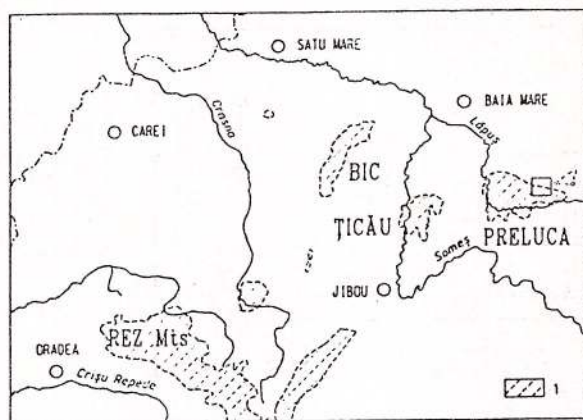 SATU MARE
BAIA MARE
Lăpuş
CAREI
Crasna
BIC
ŢICĂU
PRELUCA
Someş
JIBOU
REZ Mts
ORADEA
Crişu Repede
1